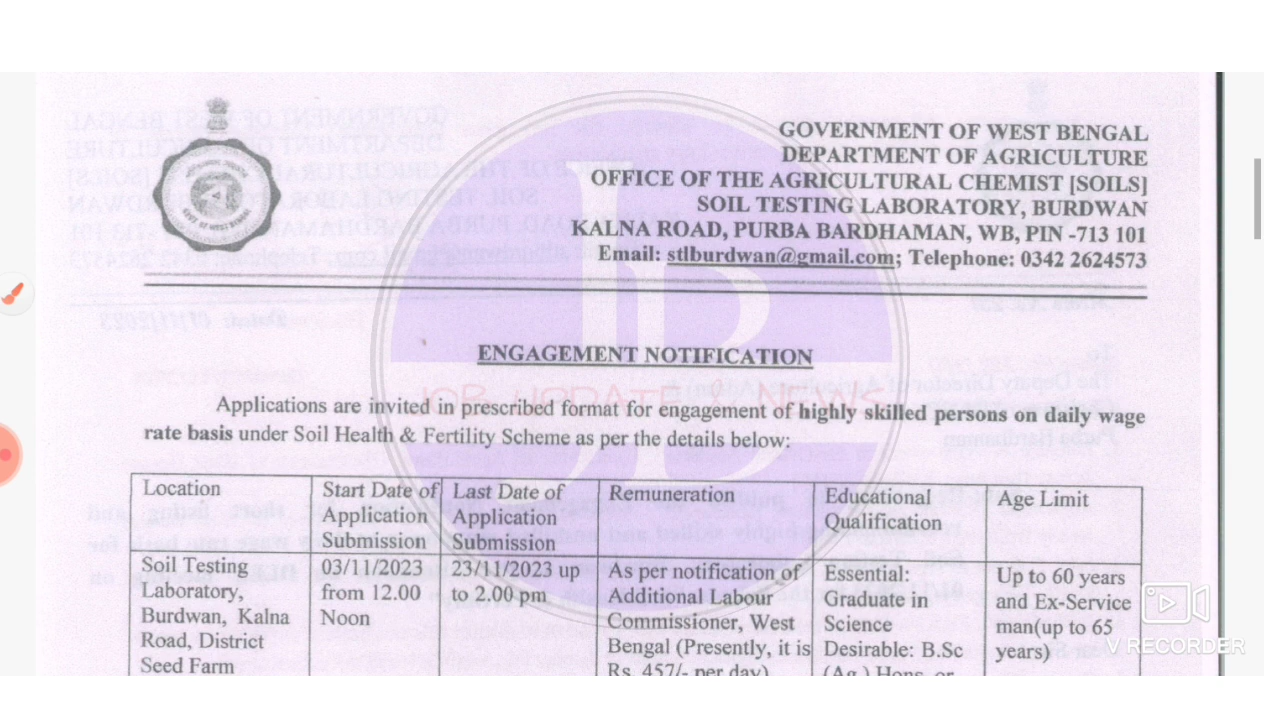 GOVERNMENT OF WEST BENGAL
DEPARTMENT OF AGRICULTURE
OFFICE OF THE AGRICULTURAL CHEMIST [SOILS]
SOIL TESTING LABORATORY, BURDWAN
KALNA ROAD, PURBA BARDHAMAN, WB, PIN -713 101
Email: stlburdwan@gmail.com; Telephone: 0342 2624573
ENGAGEMENT NOTIFICATION
JOB UPDATE / NEWS
Applications are invited in prescribed format for engagement of highly skilled persons on daily wage
rate basis under Soil Health & Fertility Scheme as per the details below:
Location
Start Date of
Application
Submission
Last Date of
Application
Submission
Remuneration
Educational
Qualification
Age Limit
Soil Testing
Laboratory,
Burdwan, Kalna
Road, District
Seed Farm
03/11/2023
from 12.00
Noon
23/11/2023 up
to 2.00 pm
As per notification of
Additional Labour
Commissioner, West
Bengal (Presently, it is
Rs. 457/- per day)
Essential:
Graduate in
Science
Desirable: B.Sc
(Ag.) Hons. or
Up to 60 years
and Ex-Service
man(up to 65
years)
V RECORDER